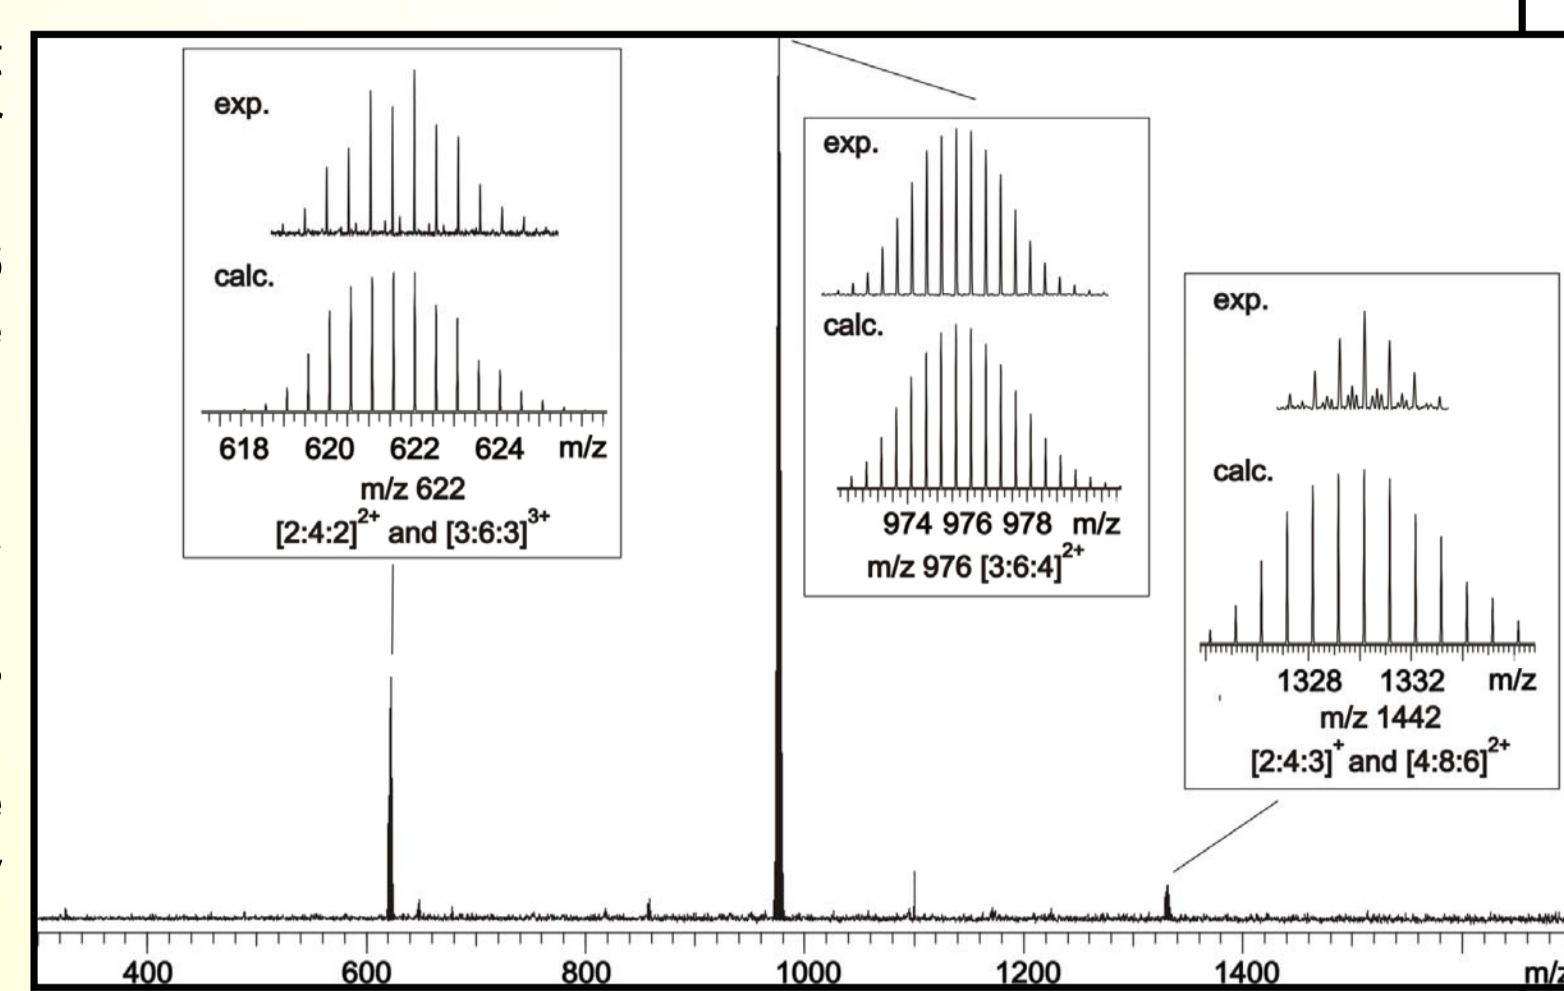 exp.
calc.
618 620 622 624 m/z
m/z 622
[2:4:2]2+ and [3:6:3]3+
exp.
calc.
974 976 978 m/z
m/z 976 [3:6:4]2+
exp.
calc.
1328 1332 m/z
m/z 1442
[2:4:3]+ and [4:8:6]2+
400 600 800 1000 1200 1400